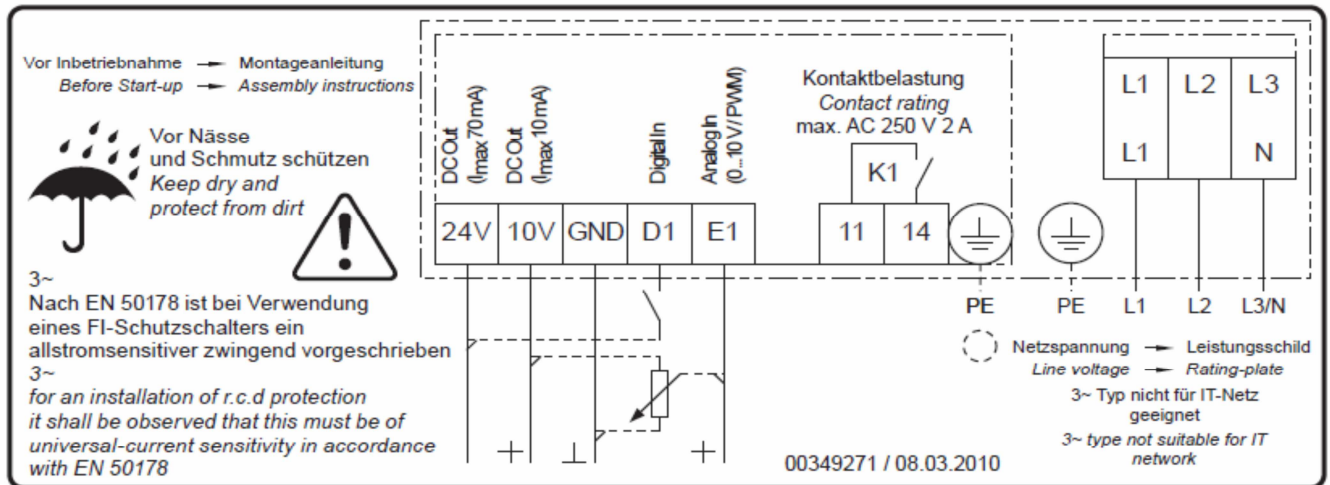 Vor Inbetriebnahme → Montageanleitung
Before Start-up → Assembly instructions
Vor Nässe
und Schmutz schützen
Keep dry and
protect from dirt
3~
Nach EN 50178 ist bei Verwendung
eines FI-Schutzschalters ein
allstromsensitiver zwingend vorgeschrieben
3~
for an installation of r.c.d protection
it shall be observed that this must be of
universal-current sensitivity in accordance
with EN 50178
DC Out
(Imax 70 mA)
DC Out
(Imax 10 mA)
Digital In
Analog In
(0...10 V / PWM)
24V 10V GND D1 E1
Kontaktbelastung
Contact rating
max. AC 250 V 2 A
K1
11 14
PE
L1 L2 L3
L1 N
PE L1 L2 L3/N
Netzspannung → Leistungsschild
Line voltage → Rating-plate
3~ Typ nicht für IT-Netz
geeignet
3~ type not suitable for IT
network
00349271 / 08.03.2010